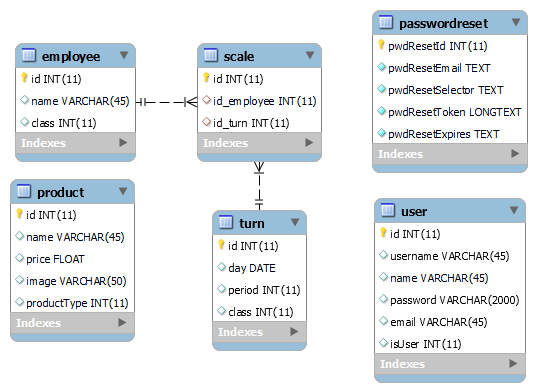 employee
id INT(11)
name VARCHAR(45)
class INT(11)
Indexes
scale
id INT(11)
id_employee INT(11)
id_turn INT(11)
Indexes
passwordreset
pwdResetId INT(11)
pwdResetEmail TEXT
pwdResetSelector TEXT
pwdResetToken LONGTEXT
pwdResetExpires TEXT
Indexes
product
id INT(11)
name VARCHAR(45)
price FLOAT
image VARCHAR(50)
productType INT(11)
Indexes
turn
id INT(11)
day DATE
period INT(11)
class INT(11)
Indexes
user
id INT(11)
username VARCHAR(45)
name VARCHAR(45)
password VARCHAR(2000)
email VARCHAR(45)
isUser INT(11)
Indexes